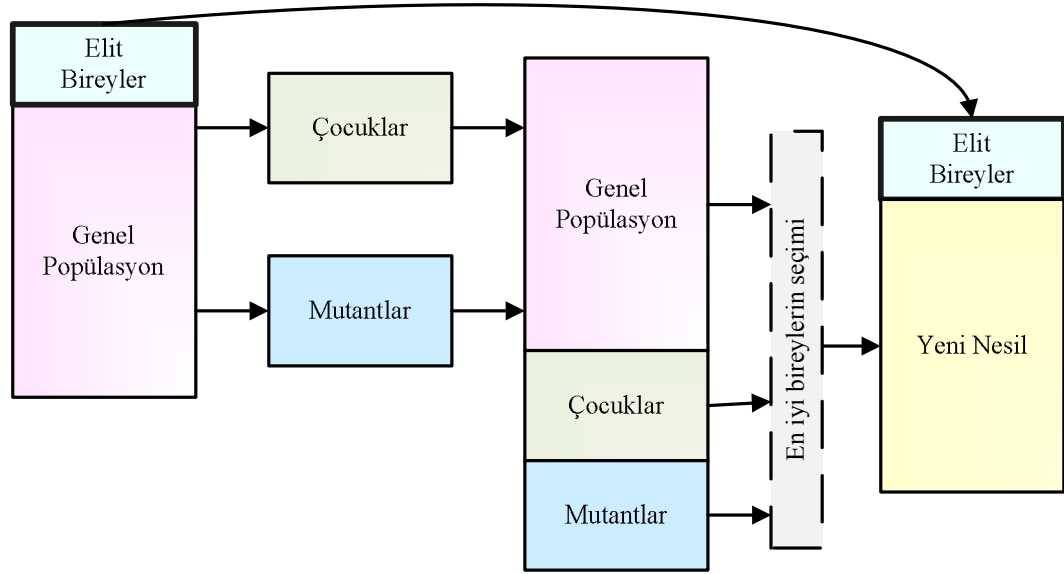 Elit
Bireyler
Genel
Popülasyon
Çocuklar
Mutantlar
Genel
Popülasyon
Çocuklar
Mutantlar
En iyi bireylerin seçimi
Elit
Bireyler
Yeni Nesil